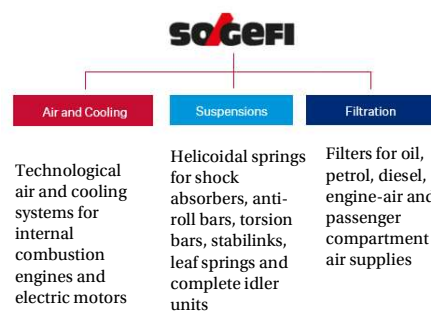 SOGEFI
Air and Cooling
Suspensions
Filtration
Technological
air and cooling
systems for
internal
combustion
engines and
electric motors
Helicoidal springs
for shock
absorbers, anti-
roll bars, torsion
bars, stabilinks,
leaf springs and
complete idler
units
Filters for oil,
petrol, diesel,
engine-air and
passenger
compartment
air supplies